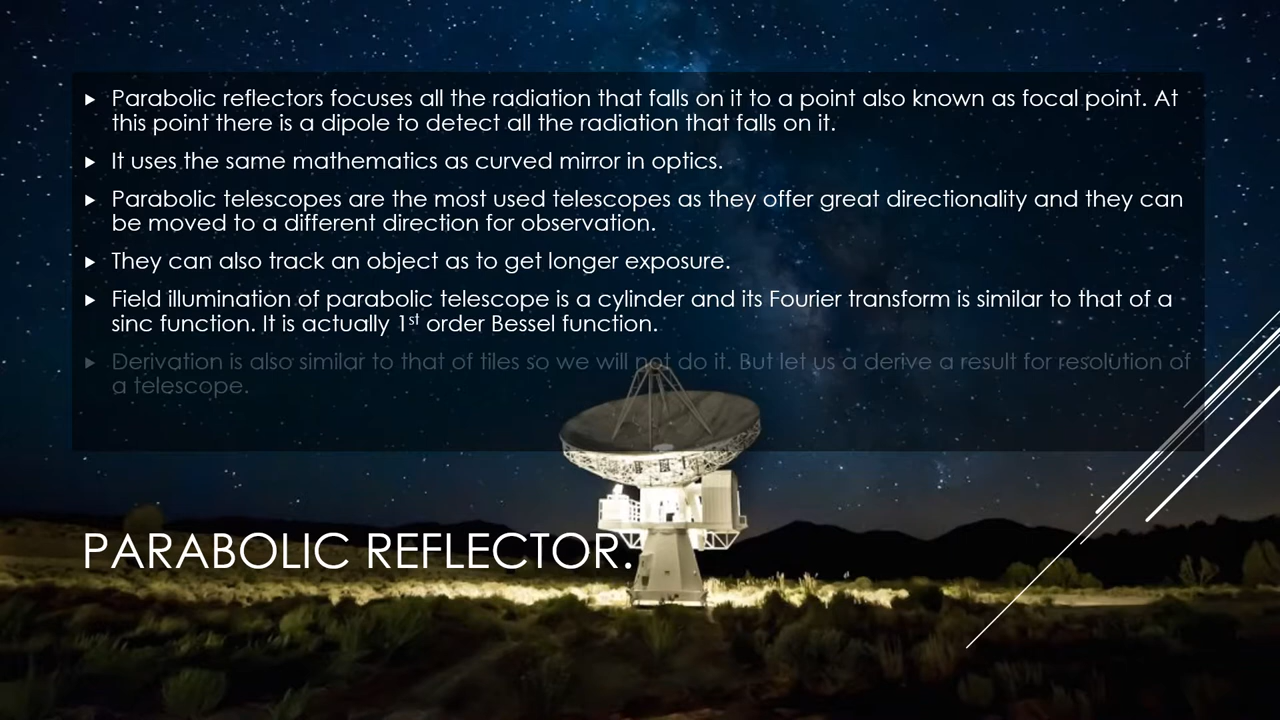 Parabolic reflectors focuses all the radiation that falls on it to a point also known as focal point. At
this point there is a dipole to detect all the radiation that falls on it.
It uses the same mathematics as curved mirror in optics.
Parabolic telescopes are the most used telescopes as they offer great directionality and they can
be moved to a different direction for observation.
They can also track an object as to get longer exposure.
Field illumination of parabolic telescope is a cylinder and its Fourier transform is similar to that of a
sinc function. It is actually 1st order Bessel function.
Derivation is also similar to that of tiles so we will not do it. But let us a derive a result for resolution of
a telescope.
PARABOLIC REFLECTOR.